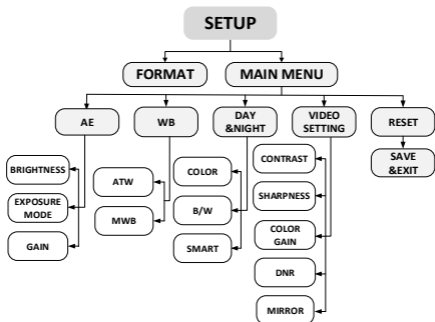 SETUP
FORMAT
MAIN MENU
AE
WB
DAY
&NIGHT
VIDEO
SETTING
RESET
SAVE
&EXIT
BRIGHTNESS
EXPOSURE
MODE
GAIN
ATW
MWB
COLOR
B/W
SMART
CONTRAST
SHARPNESS
COLOR
GAIN
DNR
MIRROR